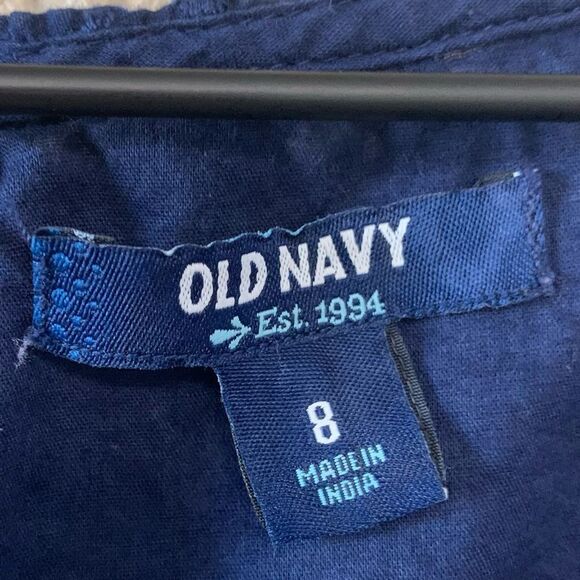 OLD NAVY
Est. 1994
8
MADE IN
INDIA